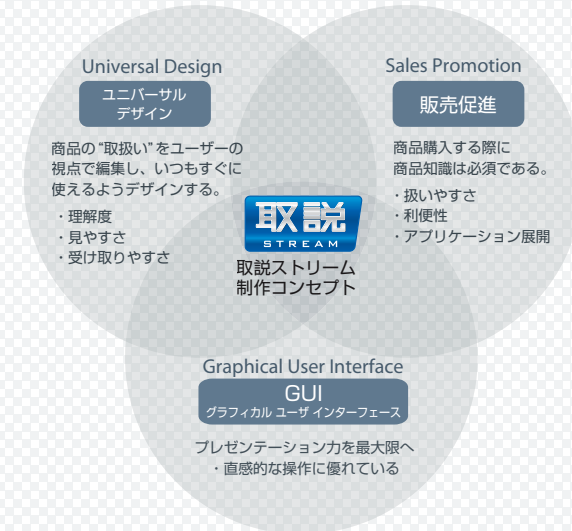 Universal Design
ユニバーサル
デザイン
商品の“取扱い”をユーザーの
視点で編集し、いつもすぐに
使えるようデザインする。
・理解度
・見やすさ
・受け取りやすさ
Sales Promotion
販売促進
商品購入する際に
商品知識は必須である。
・扱いやすさ
・利便性
・アプリケーション展開
取説
STREAM
取説ストリーム
制作コンセプト
Graphical User Interface
GUI
グラフィカル ユーザ インターフェース
プレゼンテーション力を最大限へ
・直感的な操作に優れている